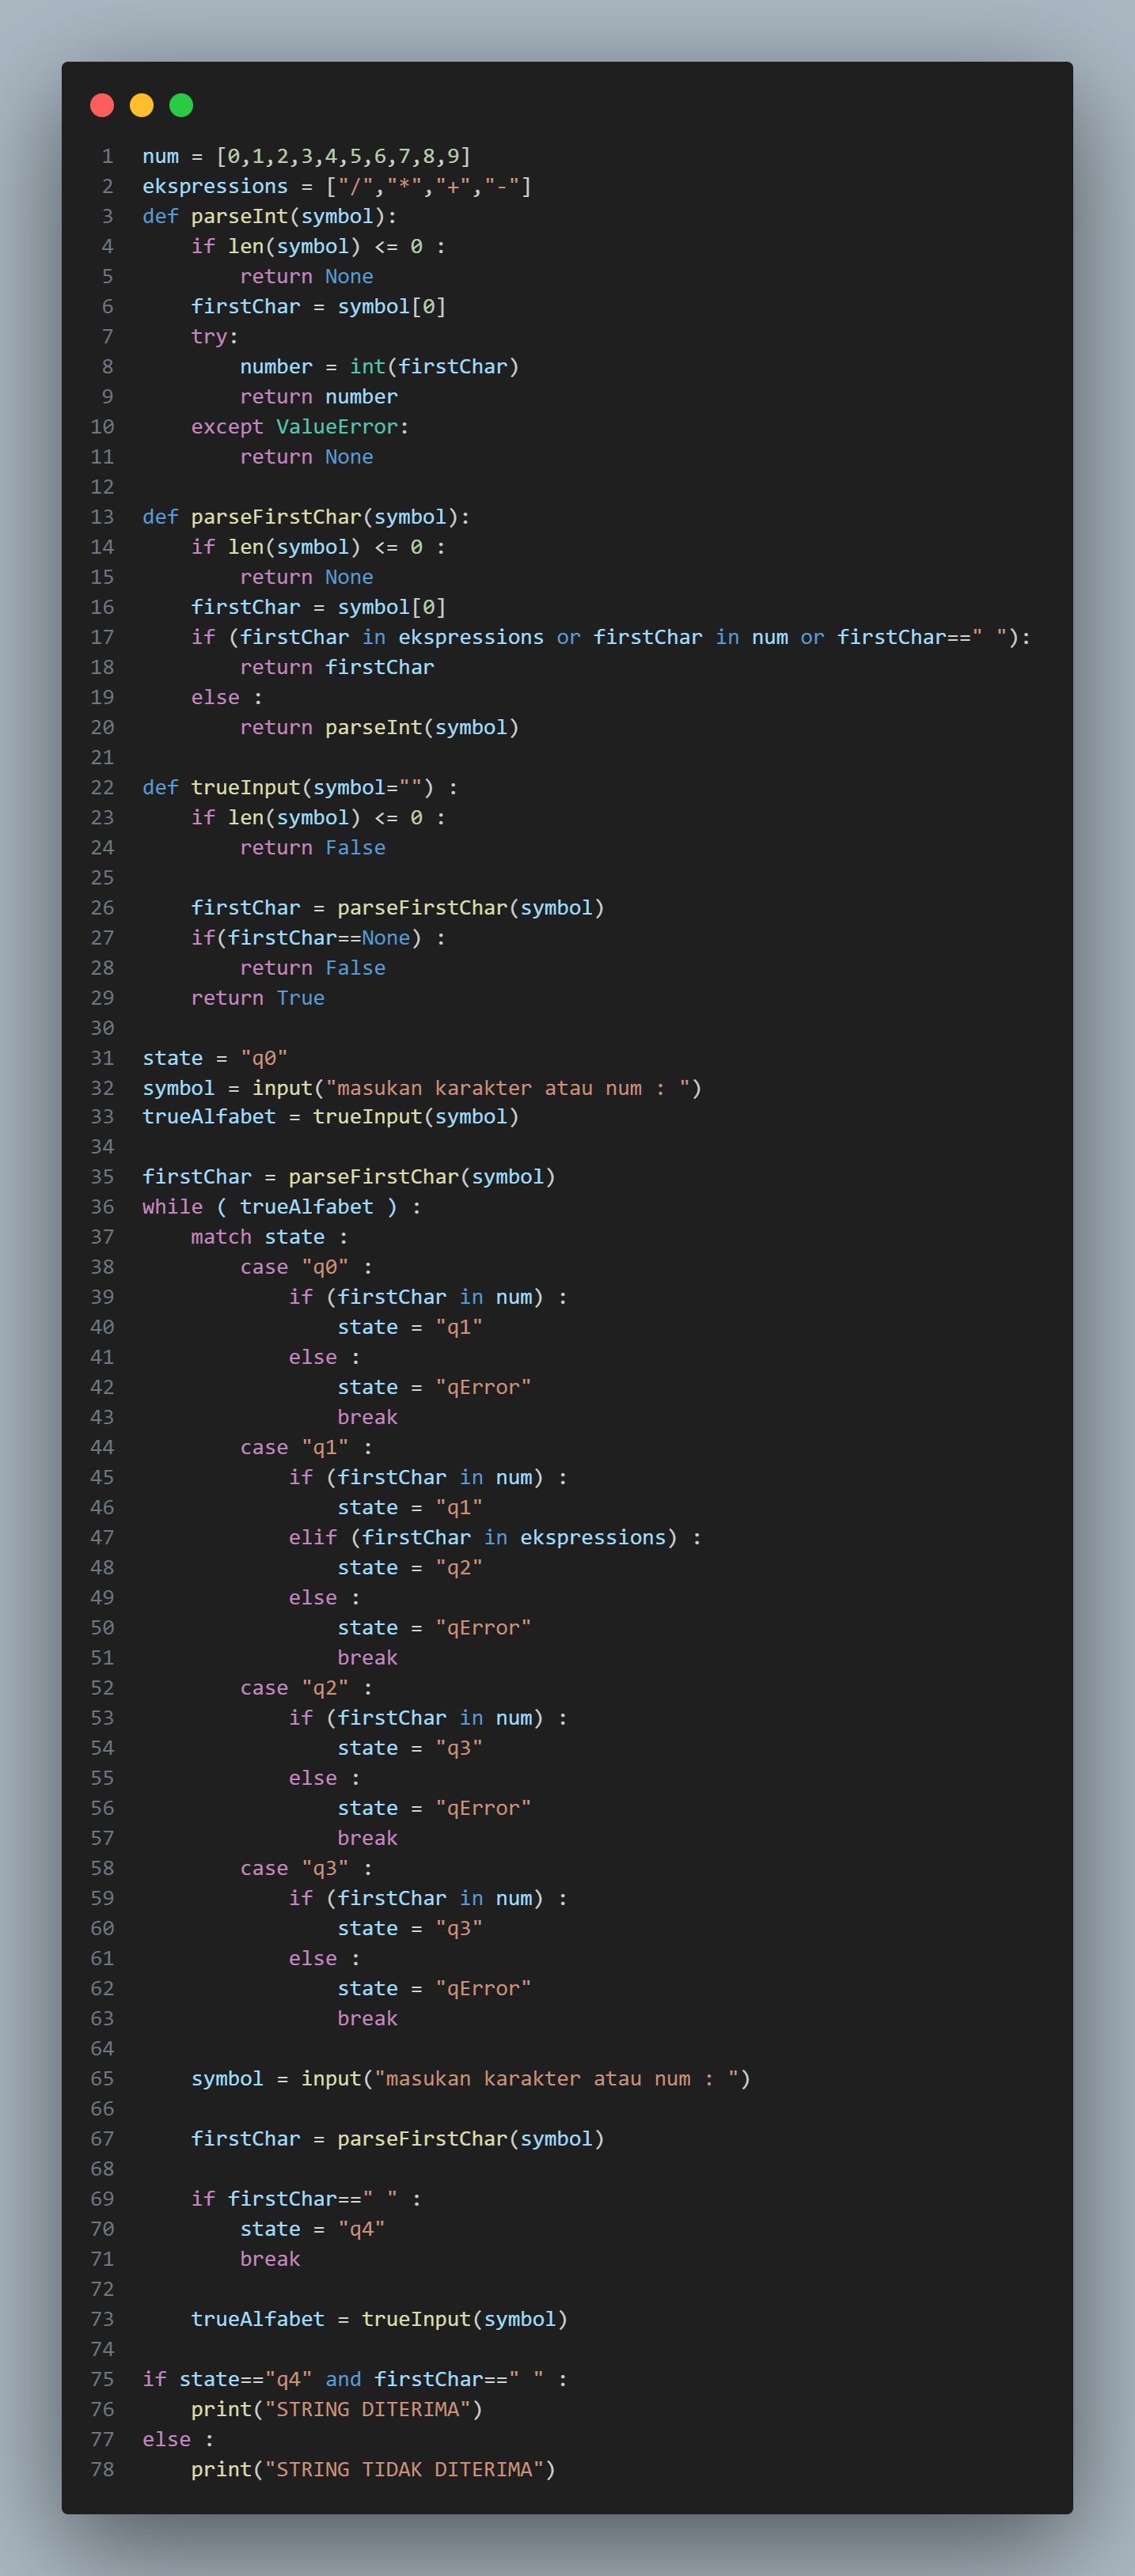 1 num = [0,1,2,3,4,5,6,7,8,9]
2 ekspressions = ["/","*","+","-"]
3 def parseInt(symbol):
4     if len(symbol) <= 0 :
5         return None
6     firstChar = symbol[0]
7     try:
8         number = int(firstChar)
9         return number
10     except ValueError:
11         return None
12
13 def parseFirstChar(symbol):
14     if len(symbol) <= 0 :
15         return None
16     firstChar = symbol[0]
17     if (firstChar in ekspressions or firstChar in num or firstChar==" "):
18         return firstChar
19     else :
20         return parseInt(symbol)
21
22 def trueInput(symbol="") :
23     if len(symbol) <= 0 :
24         return False
25
26     firstChar = parseFirstChar(symbol)
27     if(firstChar==None) :
28         return False
29     return True
30
31 state = "q0"
32 symbol = input("masukan karakter atau num : ")
33 trueAlfabet = trueInput(symbol)
34
35 firstChar = parseFirstChar(symbol)
36 while ( trueAlfabet ) :
37     match state :
38         case "q0" :
39             if (firstChar in num) :
40                 state = "q1"
41             else :
42                 state = "qError"
43                 break
44         case "q1" :
45             if (firstChar in num) :
46                 state = "q1"
47             elif (firstChar in ekspressions) :
48                 state = "q2"
49             else :
50                 state = "qError"
51                 break
52         case "q2" :
53             if (firstChar in num) :
54                 state = "q3"
55             else :
56                 state = "qError"
57                 break
58         case "q3" :
59             if (firstChar in num) :
60                 state = "q3"
61             else :
62                 state = "qError"
63                 break
64
65     symbol = input("masukan karakter atau num : ")
66
67     firstChar = parseFirstChar(symbol)
68
69     if firstChar==" " :
70         state = "q4"
71         break
72
73     trueAlfabet = trueInput(symbol)
74
75 if state=="q4" and firstChar==" " :
76     print("STRING DITERIMA")
77 else :
78     print("STRING TIDAK DITERIMA")